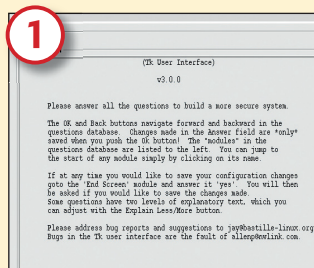 1
(Tk User Interface)
v3.0.0
Please answer all the questions to build a more secure system.
The OK and Back buttons navigate forward and backward in the
questions database. Changes made in the Answer field are *only*
saved when you push the Ok button! The "modules" in the
questions database are listed to the left. You can jump to
the start of any module simply by clicking on its name.
If at any time you would like to save your configuration changes
goto the 'End Screen' module and answer it 'yes'. You will then
be asked if you would like to save the changes made.
Some questions have two levels of explanatory text, which you
can adjust with the Explain Less/More button.
Please address bug reports and suggestions to jay@bastille-linux.org
Bugs in the Tk user interface are the fault of allenp@nwlink.com.